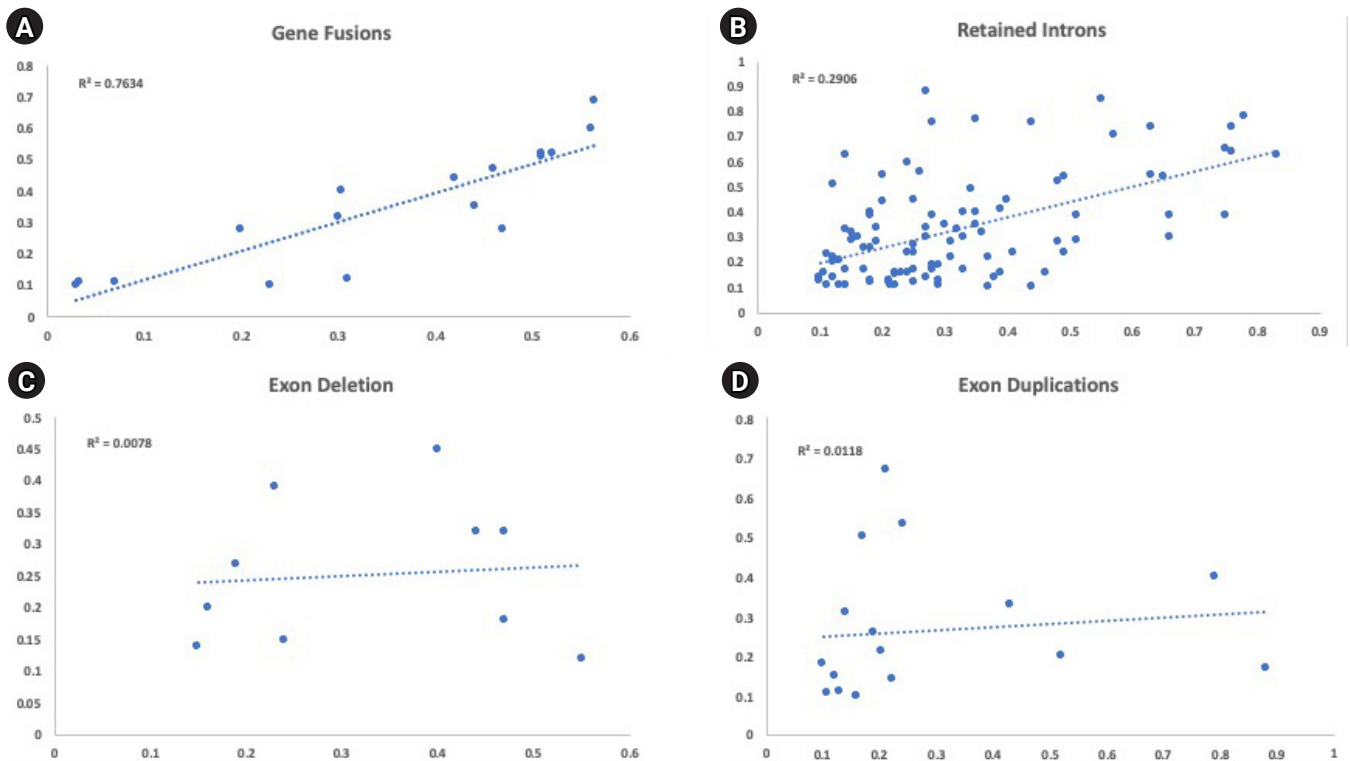 A
Gene Fusions
R² = 0.7634
0.8
0.7
0.6
0.5
0.4
0.3
0.2
0.1
0
0 0.1 0.2 0.3 0.4 0.5 0.6
B
Retained Introns
R² = 0.2906
1
0.9
0.8
0.7
0.6
0.5
0.4
0.3
0.2
0.1
0
0 0.1 0.2 0.3 0.4 0.5 0.6 0.7 0.8 0.9
C
Exon Deletion
R² = 0.0078
0.5
0.45
0.4
0.35
0.3
0.25
0.2
0.15
0.1
0.05
0
0 0.1 0.2 0.3 0.4 0.5 0.6
D
Exon Duplications
R² = 0.0118
0.8
0.7
0.6
0.5
0.4
0.3
0.2
0.1
0
0 0.1 0.2 0.3 0.4 0.5 0.6 0.7 0.8 0.9 1